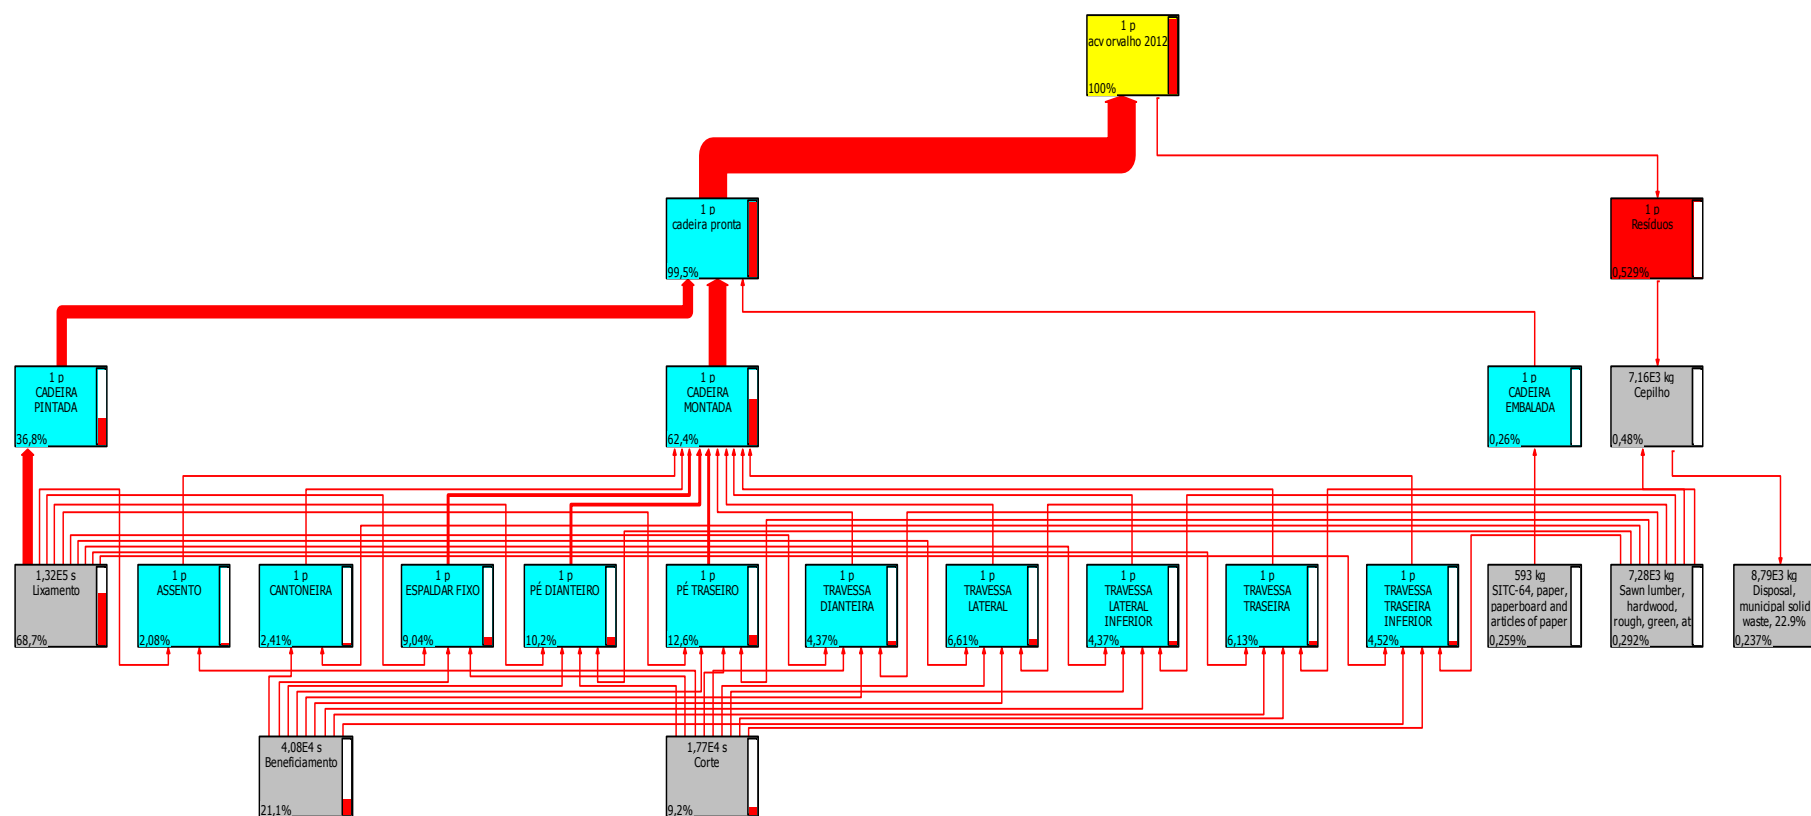 1 p
acv orvalho 2012
100%
1 p
cadeira pronta
99,5%
1 p
Resíduos
0,529%
1 p
CADEIRA
PINTADA
36,8%
1 p
CADEIRA
MONTADA
62,4%
1 p
CADEIRA
EMBALADA
0,26%
7,16E3 kg
Cepilho
0,48%
1,32E5 s
Lixamento
68,7%
1 p
ASSENTO
2,08%
1 p
CANTONEIRA
2,41%
1 p
ESPALDAR FIXO
9,04%
1 p
PÉ DIANTEIRO
10,2%
1 p
PÉ TRASEIRO
12,6%
1 p
TRAVESSA
DIANTEIRA
4,37%
1 p
TRAVESSA
LATERAL
6,61%
1 p
TRAVESSA
LATERAL
INFERIOR
4,37%
1 p
TRAVESSA
TRASEIRA
6,13%
1 p
TRAVESSA
TRASEIRA
INFERIOR
4,52%
593 kg
SITC-64, paper,
paperboard and
articles of paper
0,259%
7,28E3 kg
Sawn lumber,
hardwood,
rough, green, at
0,292%
8,79E3 kg
Disposal,
municipal solid
waste, 22.9%
0,237%
4,08E4 s
Beneficiamento
21,1%
1,77E4 s
Corte
9,2%